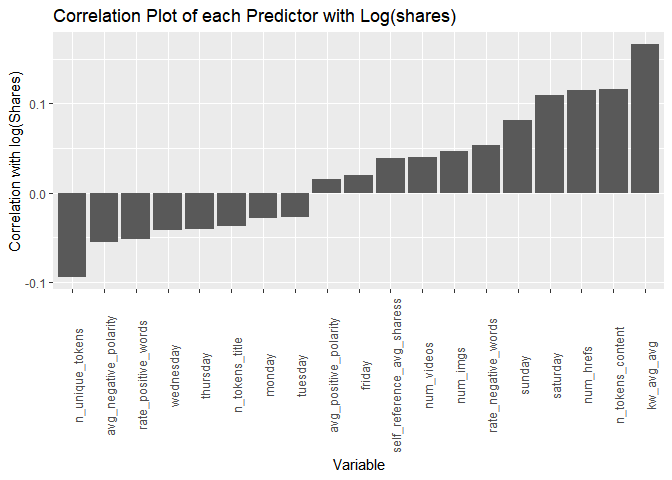 Correlation Plot of each Predictor with Log(shares)
Correlation with log(Shares)
0.1
0.0
-0.1
n_unique_tokens
avg_negative_polarity
rate_positive_words
wednesday
thursday
n_tokens_title
monday
tuesday
avg_positive_polarity
friday
self_reference_avg_sharess
num_videos
num_imgs
rate_negative_words
sunday
saturday
num_hrefs
n_tokens_content
kw_avg_avg
Variable